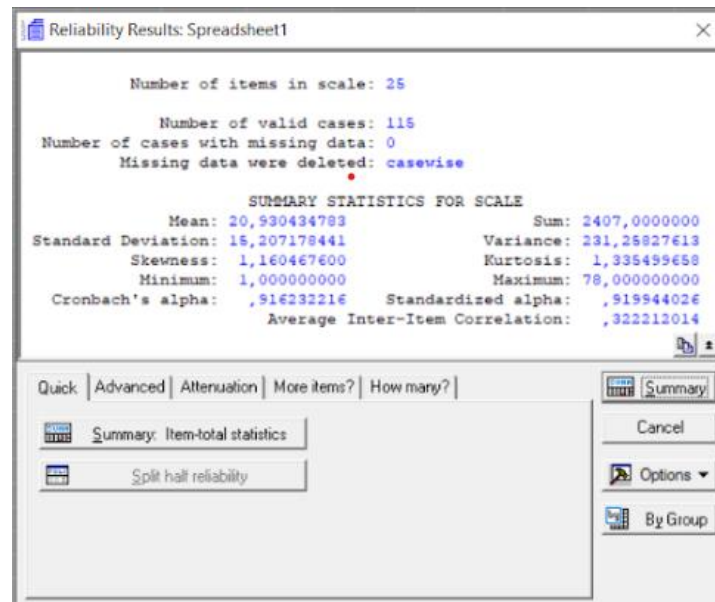 Reliability Results: Spreadsheet1
Number of items in scale: 25
Number of valid cases: 115
Number of cases with missing data: 0
Missing data were deleted: casewise
SUMMARY STATISTICS FOR SCALE
Mean: 20,930434783 Sum: 2407,0000000
Standard Deviation: 15,207178441 Variance: 231,25827613
Skewness: 1,160467600 Kurtosis: 1,335499658
Minimum: 1,000000000 Maximum: 78,000000000
Cronbach's alpha: ,916232216 Standardized alpha: ,919944026
Average Inter-Item Correlation: ,322212014
Quick Advanced Attenuation More items? How many? Summary
Summary: Item-total statistics Cancel
Split half reliability Options
By Group